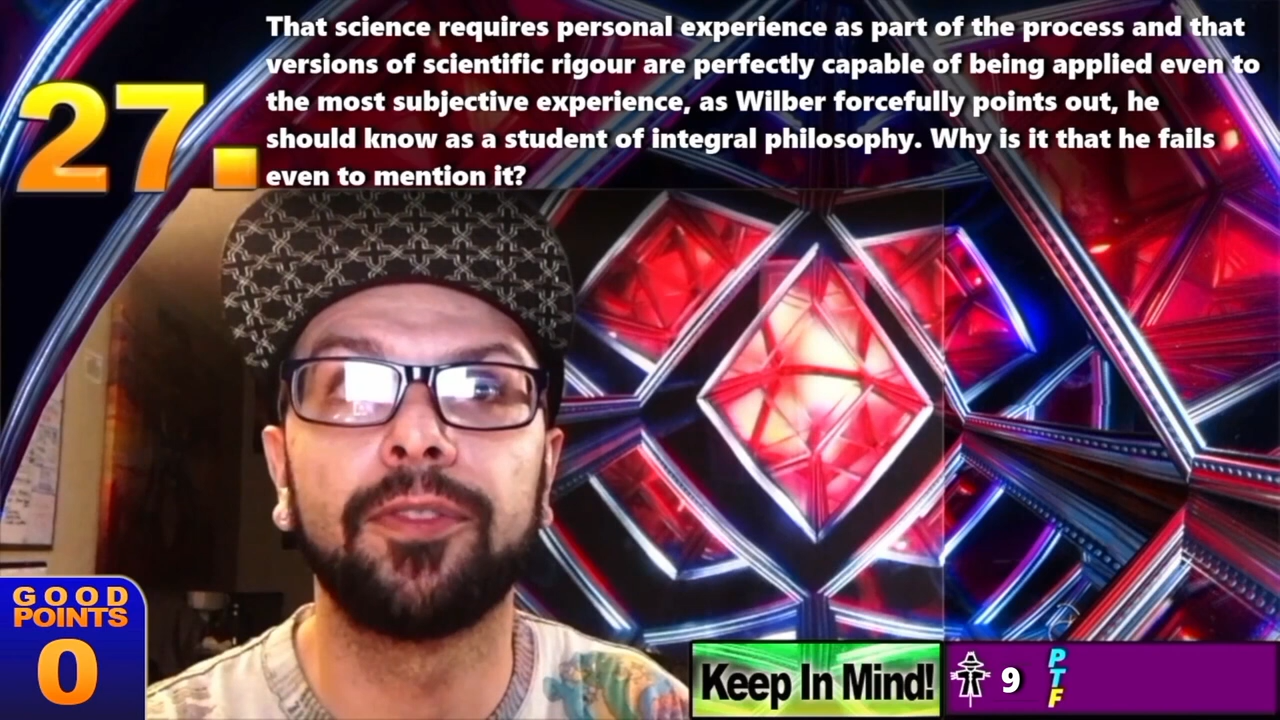 27.
That science requires personal experience as part of the process and that
versions of scientific rigour are perfectly capable of being applied even to
the most subjective experience, as Wilber forcefully points out, he
should know as a student of integral philosophy. Why is it that he fails
even to mention it?
GOOD
POINTS
0
Keep In Mind!
9
P
T
F